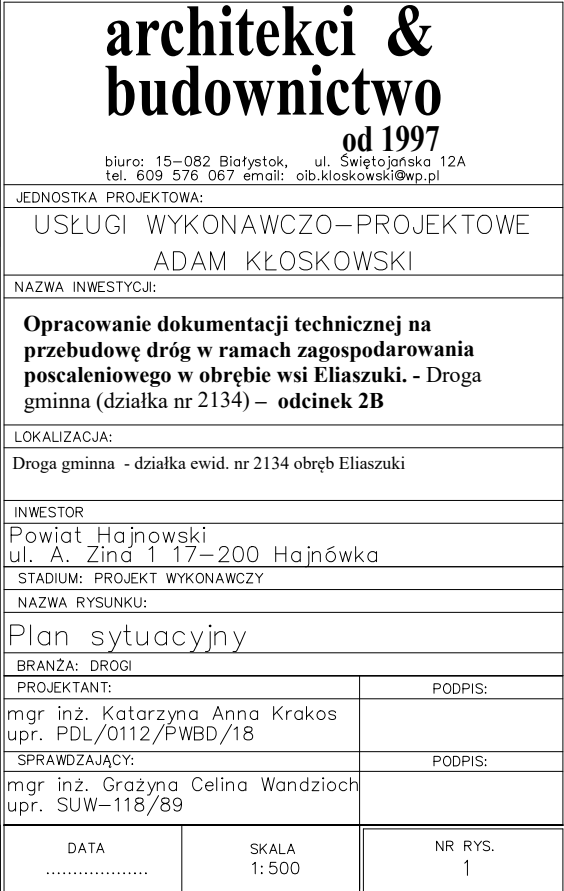 architekci &
budownictwo
od 1997
biuro: 15-082 Białystok, ul. Świętojańska 12A
tel. 609 576 067 email: oib.kloskowski@wp.pl
JEDNOSTKA PROJEKTOWA:
USŁUGI WYKONAWCZO-PROJEKTOWE
ADAM KŁOSKOWSKI
NAZWA INWESTYCJI:
Opracowanie dokumentacji technicznej na
przebudowę dróg w ramach zagospodarowania
poscaleniowego w obrębie wsi Eliaszuki. - Droga
gminna (działka nr 2134) – odcinek 2B
LOKALIZACJA:
Droga gminna - działka ewid. nr 2134 obręb Eliaszuki
INWESTOR
Powiat Hajnowski
ul. A. Zina 1 17-200 Hajnówka
STADIUM: PROJEKT WYKONAWCZY
NAZWA RYSUNKU:
Plan sytuacyjny
BRANŻA: DROGI
PROJEKTANT: PODPIS:
mgr inż. Katarzyna Anna Krakos
upr. PDL/0112/PWBD/18
SPRAWDZAJĄCY: PODPIS:
mgr inż. Grażyna Celina Wandzioch
upr. SUW-118/89
DATA SKALA NR RYS.
................... 1:500 1